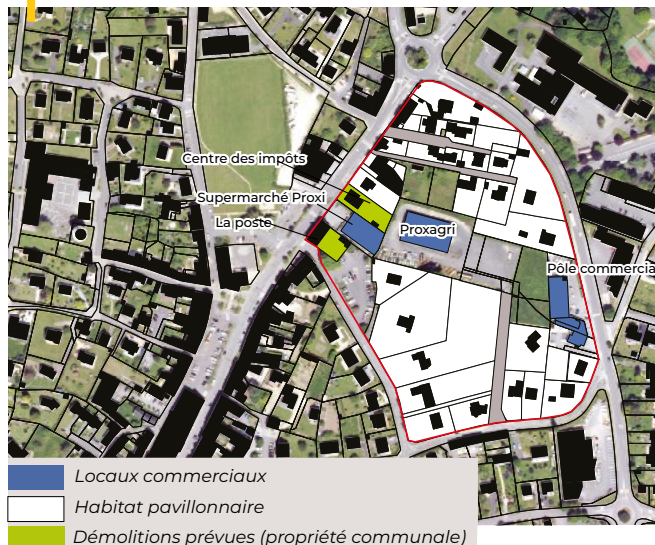 Centre des impôts
Supermarché Proxi
La poste
Proxagri
Pôle commercia
Locaux commerciaux
Habitat pavillonnaire
Démolitions prévues (propriété communale)